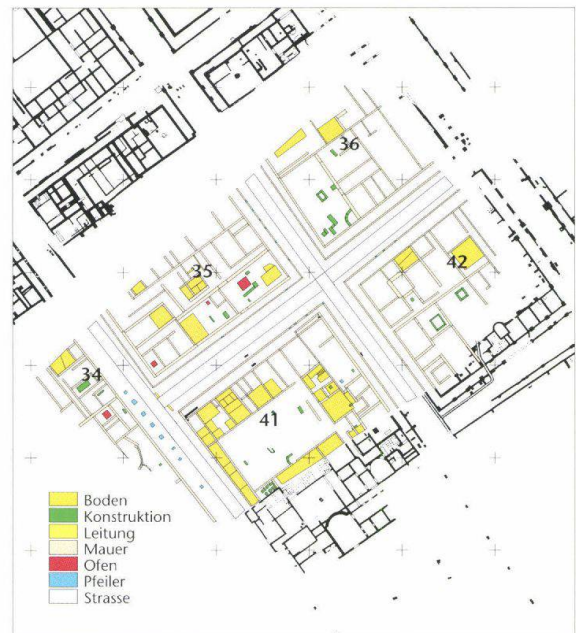 36
35
42
34
41
Boden
Konstruktion
Leitung
Mauer
Ofen
Pfeiler
Strasse